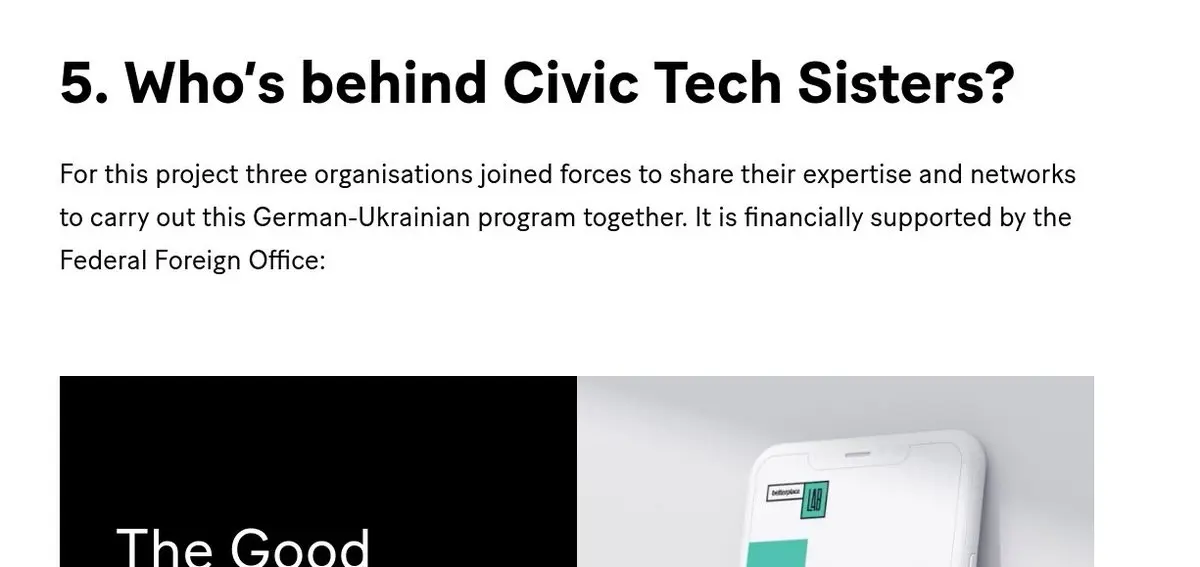 5. Who's behind Civic Tech Sisters?
For this project three organisations joined forces to share their expertise and networks
to carry out this German-Ukrainian program together. It is financially supported by the
Federal Foreign Office:
The Good
betterplace
LAB